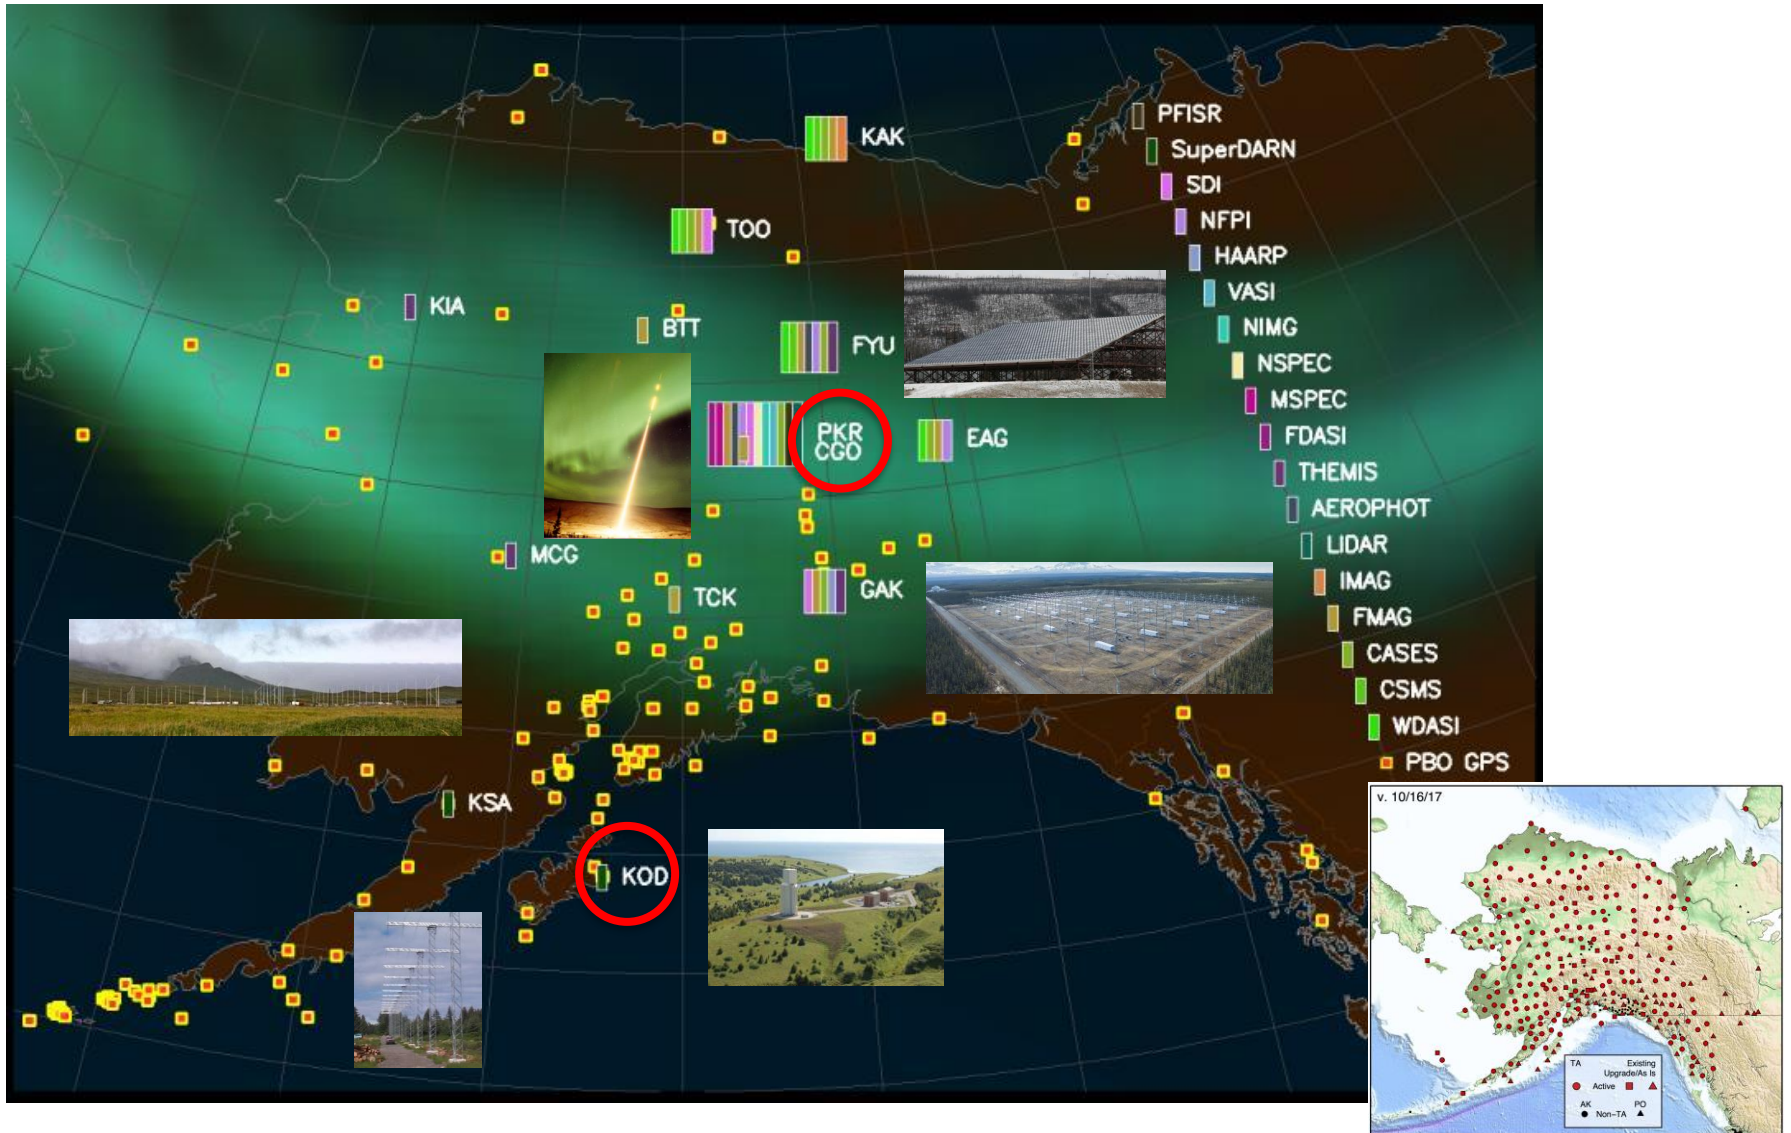 KAK
TOO
KIA
BTT
FYU
PKR
CGO
EAG
MCG
TCK
GAK
KSA
KOD
PFISR
SuperDARN
SDI
NFPI
HAARP
VASI
NIMG
NSPEC
MSPEC
FDASI
THEMIS
AEROPHOT
LIDAR
IMAG
FMAG
CASES
CSMS
WDASI
PBO GPS
v. 10/16/17
TA Existing
Upgrade/As Is
Active
AK PO
Non-TA